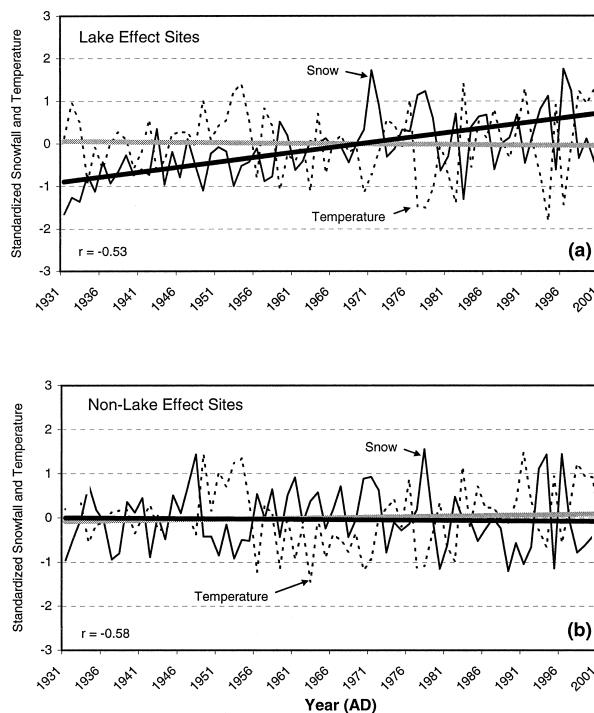 Lake Effect Sites
Standardized Snowfall and Temperature
3
2
1
0
-1
-2
-3
Snow
Temperature
r = -0.53
(a)
1931 1936 1941 1946 1951 1956 1961 1966 1971 1976 1981 1986 1991 1996 2001
Non-Lake Effect Sites
Standardized Snowfall and Temperature
3
2
1
0
-1
-2
-3
Snow
Temperature
r = -0.58
(b)
1931 1936 1941 1946 1951 1956 1961 1966 1971 1976 1981 1986 1991 1996 2001
Year (AD)